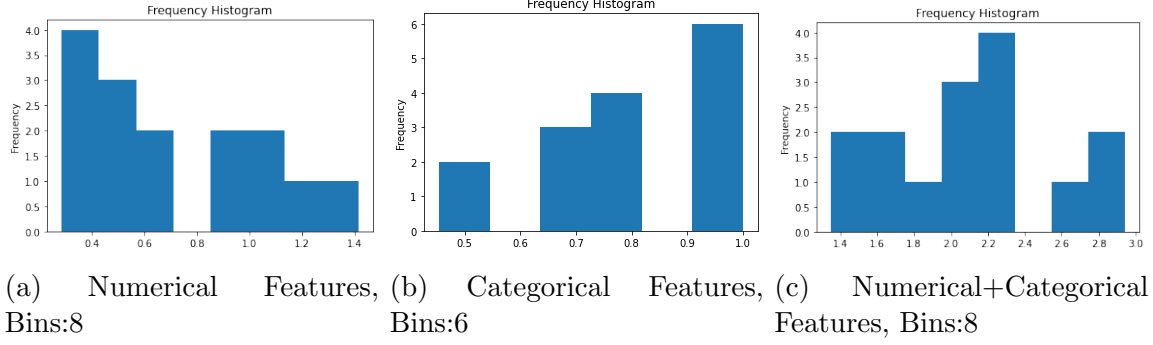 Frequency Histogram
Frequency
4.0
3.5
3.0
2.5
2.0
1.5
1.0
0.5
0.0
0.4 0.6 0.8 1.0 1.2 1.4
(a) Numerical Features,
Bins:8
Frequency Histogram
Frequency
6
5
4
3
2
1
0
0.5 0.6 0.7 0.8 0.9 1.0
(b) Categorical Features,
Bins:6
Frequency Histogram
Frequency
4.0
3.5
3.0
2.5
2.0
1.5
1.0
0.5
0.0
1.4 1.6 1.8 2.0 2.2 2.4 2.6 2.8 3.0
(c) Numerical+Categorical
Features, Bins:8